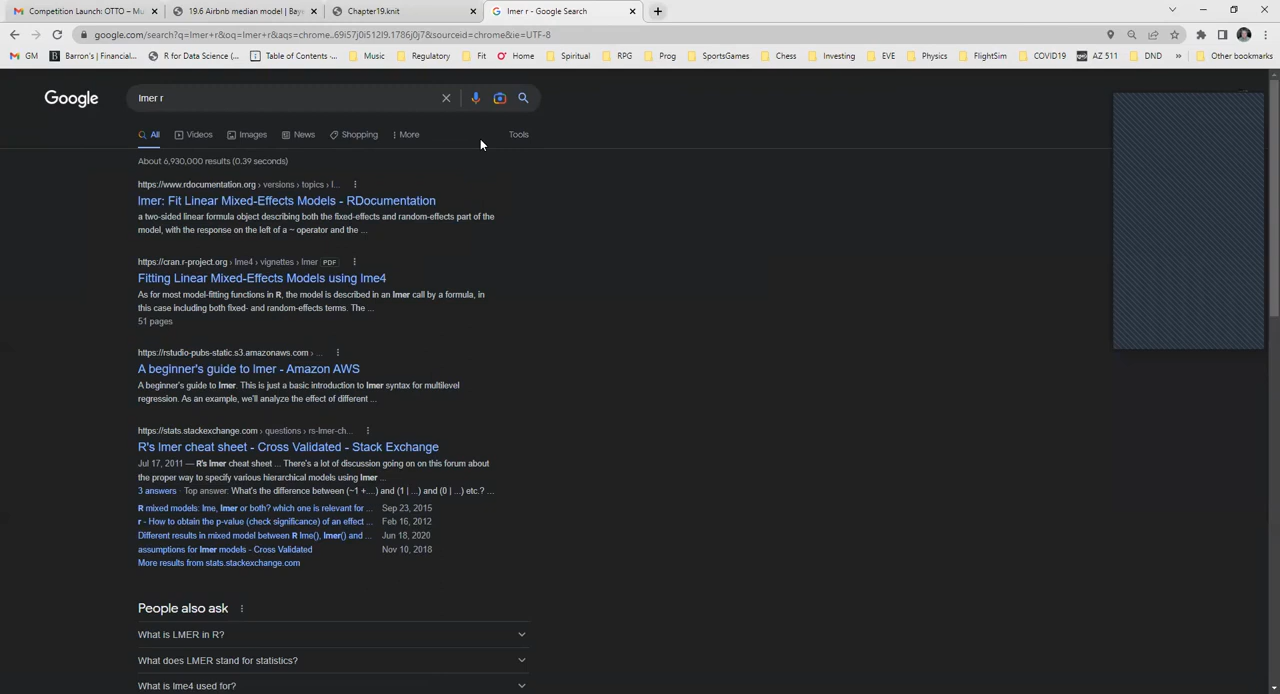 Competition Launch: OTTO – Mu
19.6 Airbnb median model | Baye
Chapter19.knit
lmer r - Google Search
google.com/search?q=lmer+r&oq=lmer+r&aqs=chrome..69i57j0i512l9.1786j0j7&sourceid=chrome&ie=UTF-8
GM
Barron's | Financial...
R for Data Science (...
Table of Contents -...
Music
Regulatory
Fit
Home
Spiritual
RPG
Prog
SportsGames
Chess
Investing
EVE
Physics
FlightSim
COVID19
AZ 511
DND
»
Other bookmarks
Google
lmer r
All
Videos
Images
News
Shopping
More
Tools
About 6,930,000 results (0.39 seconds)
https://www.rdocumentation.org › versions › topics › l...
lmer: Fit Linear Mixed-Effects Models - RDocumentation
a two-sided linear formula object describing both the fixed-effects and random-effects part of the
model, with the response on the left of a ~ operator and the ...
https://cran.r-project.org › lme4 › vignettes › lmer PDF
Fitting Linear Mixed-Effects Models using lme4
As for most model-fitting functions in R, the model is described in an lmer call by a formula, in
this case including both fixed- and random-effects terms. The ...
51 pages
https://rstudio-pubs-static.s3.amazonaws.com › ...
A beginner's guide to lmer - Amazon AWS
A beginner's guide to lmer. This is just a basic introduction to lmer syntax for multilevel
regression. As an example, we'll analyze the effect of different ...
https://stats.stackexchange.com › questions › rs-lmer-ch...
R's lmer cheat sheet - Cross Validated - Stack Exchange
Jul 17, 2011 — R's lmer cheat sheet ... There's a lot of discussion going on on this forum about
the proper way to specify various hierarchical models using lmer ...
3 answers · Top answer: What's the difference between (~1 +....) and (1 | ...) and (0 | ...) etc.? ...
R mixed models: lme, lmer or both? which one is relevant for ... Sep 23, 2015
r - How to obtain the p-value (check significance) of an effect ... Feb 16, 2012
Different results in mixed model between R lme(), lmer() and ... Jun 18, 2020
assumptions for lmer models - Cross Validated Nov 10, 2018
More results from stats.stackexchange.com
People also ask
What is LMER in R?
What does LMER stand for statistics?
What is lme4 used for?